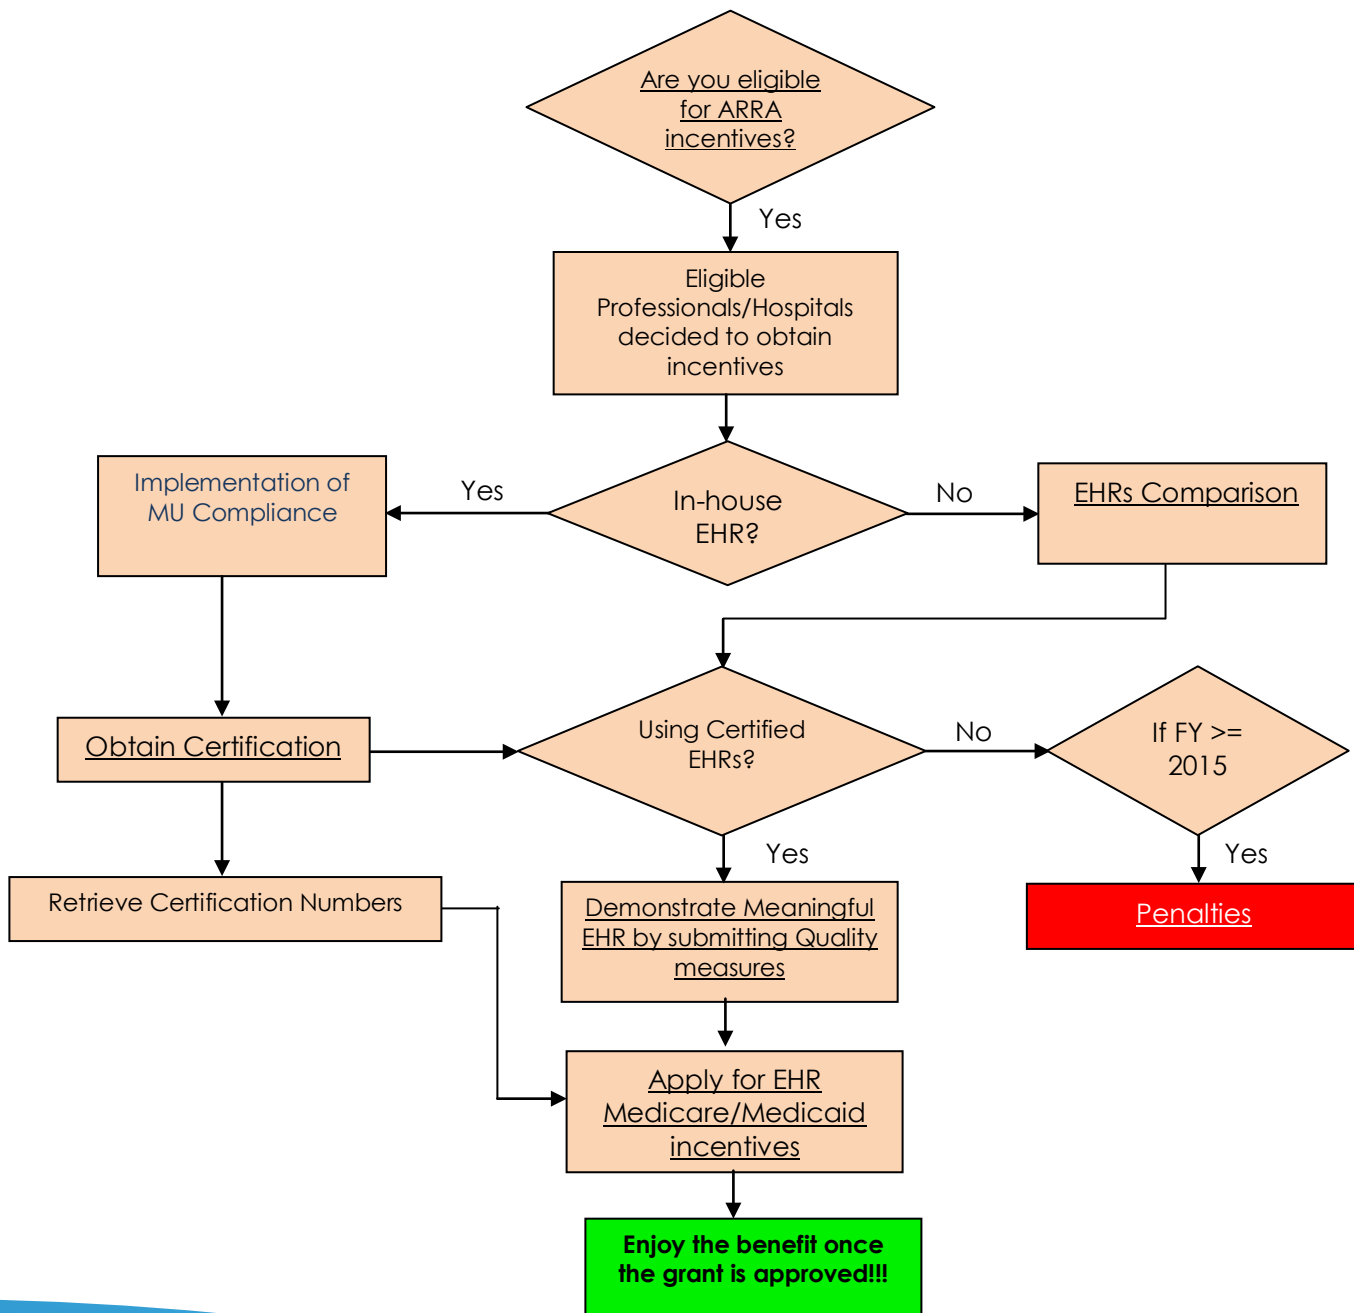 Are you eligible
for ARRA
incentives?
Yes
Eligible
Professionals/Hospitals
decided to obtain
incentives
Implementation of
MU Compliance
Yes
In-house
EHR?
No
EHRs Comparison
Obtain Certification
Using Certified
EHRs?
No
If FY >=
2015
Yes
Yes
Retrieve Certification Numbers
Demonstrate Meaningful
EHR by submitting Quality
measures
Penalties
Apply for EHR
Medicare/Medicaid
incentives
Enjoy the benefit once
the grant is approved!!!